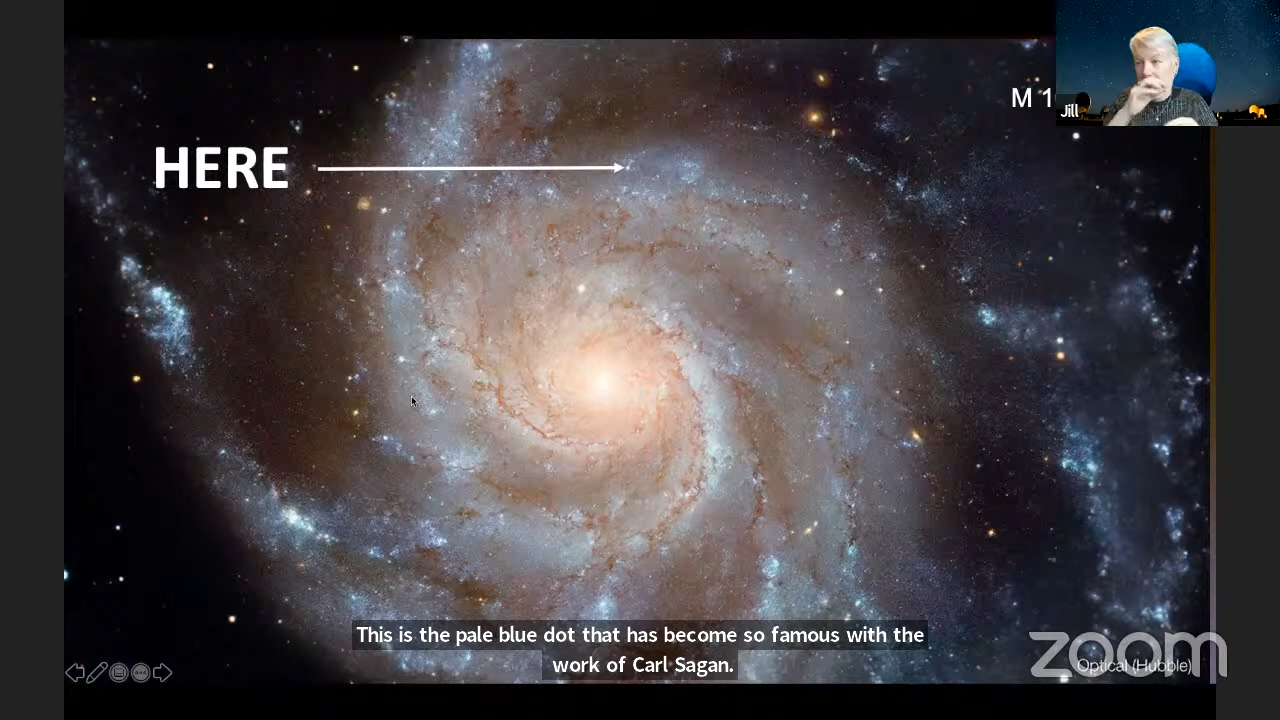 M 1
Jill
HERE
This is the pale blue dot that has become so famous with the
work of Carl Sagan.
zoom
Optical (Hubble)